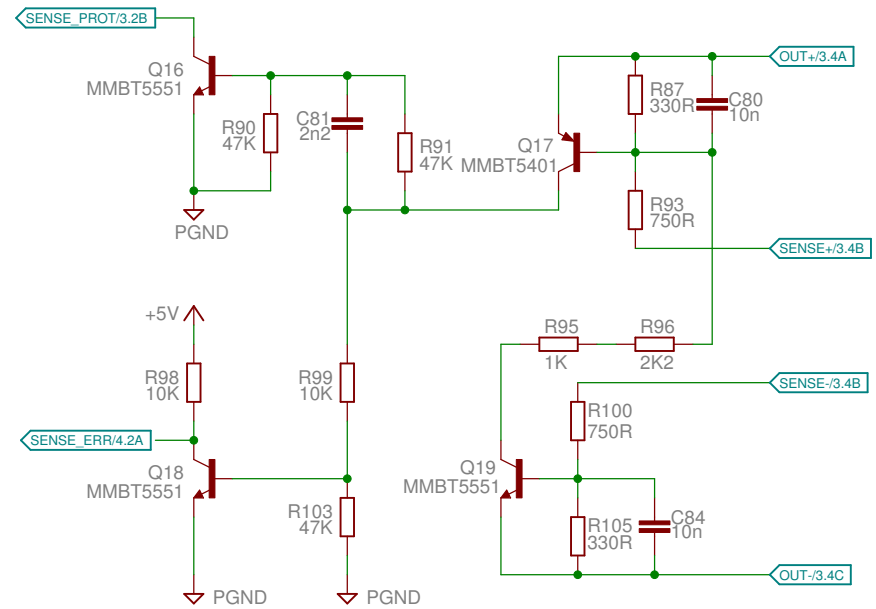 SENSE_PROT/3.2B
OUT+/3.4A
Q16
MMBT5551
R90
47K
C81
2n2
R91
47K
Q17
MMBT5401
R87
330R
C80
10n
R93
750R
PGND
SENSE+/3.4B
+5V
R95
1K
R96
2K2
R98
10K
R99
10K
SENSE-/3.4B
R100
750R
SENSE_ERR/4.2A
Q18
MMBT5551
Q19
MMBT5551
R103
47K
R105
330R
C84
10n
OUT-/3.4C
PGND
PGND